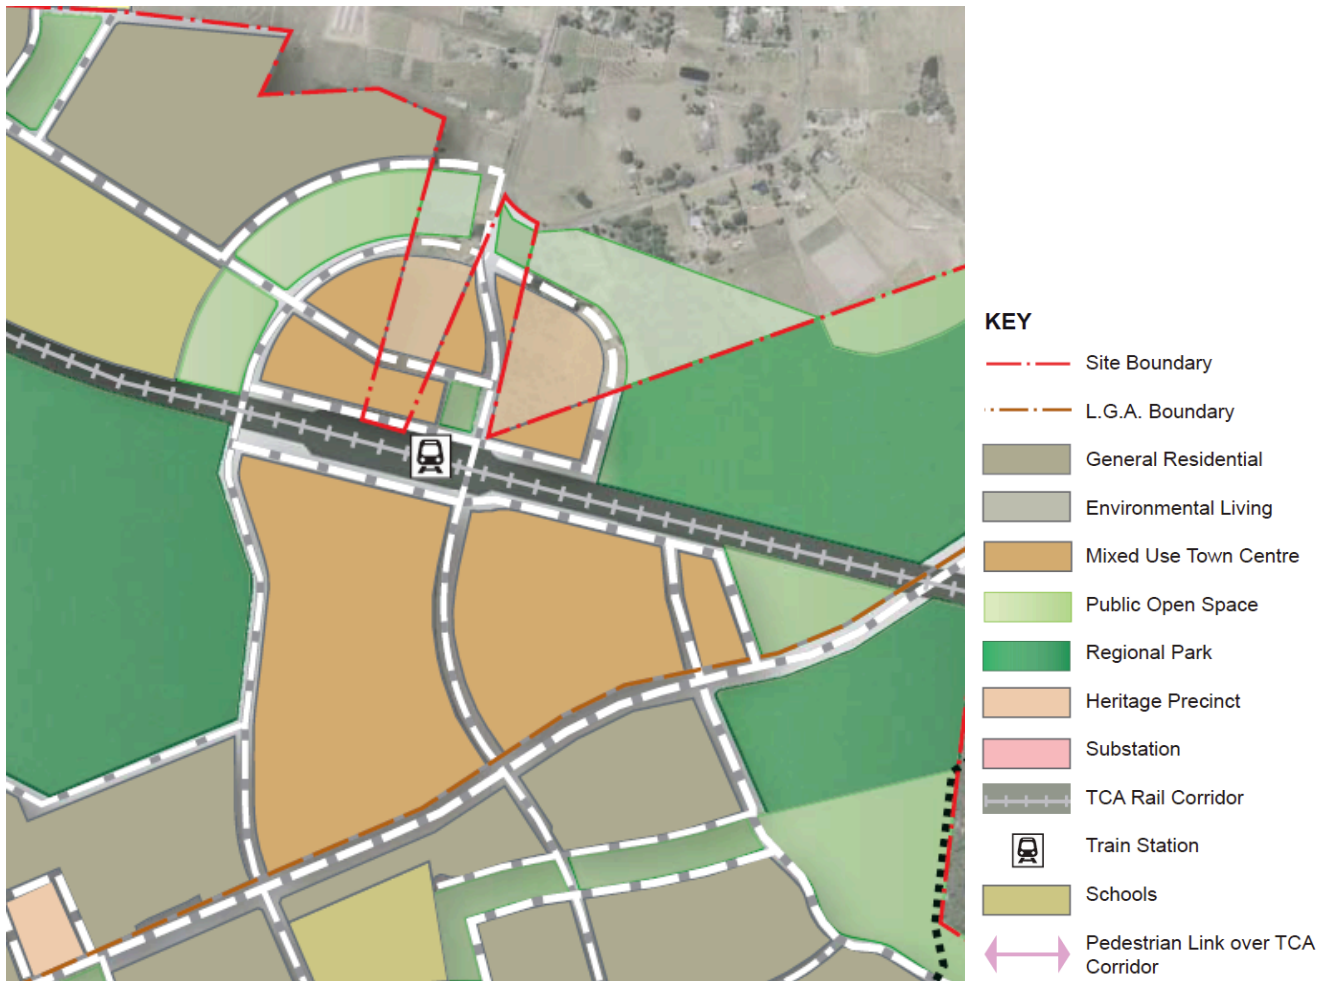 KEY
Site Boundary
L.G.A. Boundary
General Residential
Environmental Living
Mixed Use Town Centre
Public Open Space
Regional Park
Heritage Precinct
Substation
TCA Rail Corridor
Train Station
Schools
Pedestrian Link over TCA
Corridor